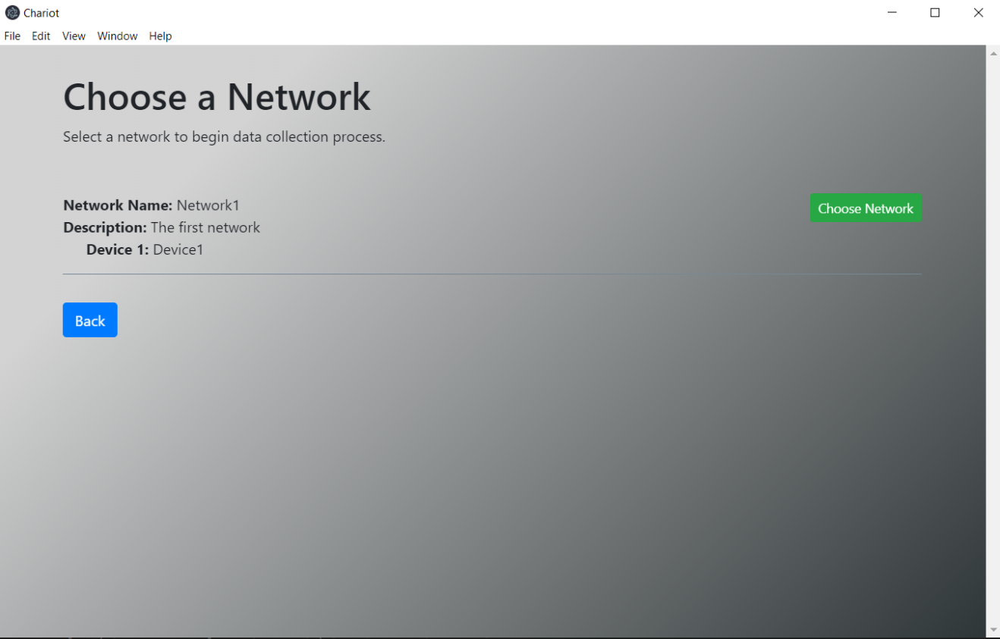 Chariot
File Edit View Window Help
Choose a Network
Select a network to begin data collection process.
Network Name: Network1
Choose Network
Description: The first network
Device 1: Device1
Back